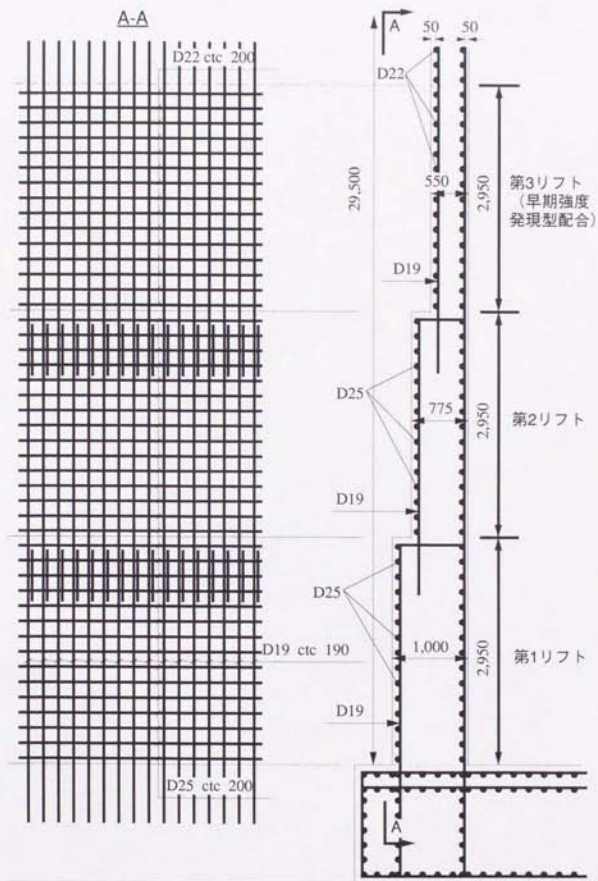 A-A
D22 ctc 200
D19 ctc 190
D25 ctc 200
A
50
50
D22
29,500
550
2,950
第3リフト
（早期強度
発現型配合）
D19
D25
775
2,950
第2リフト
D19
D25
1,000
2,950
第1リフト
D19
A